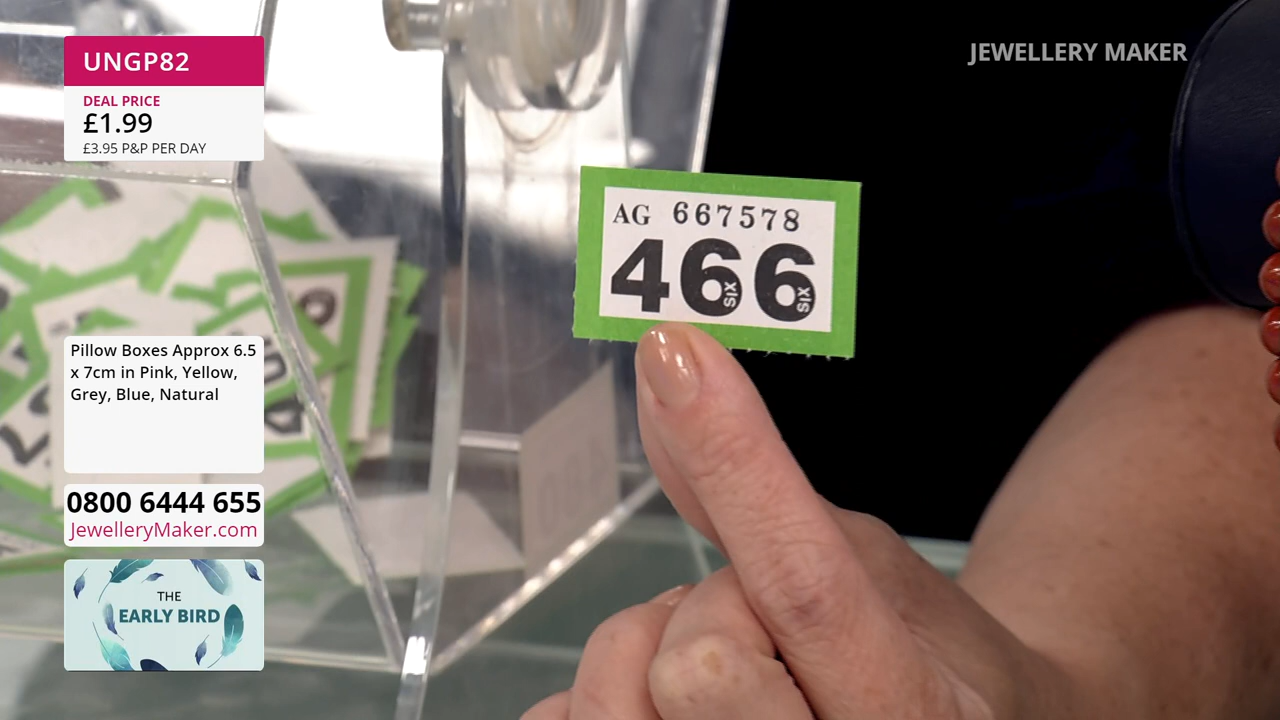 UNGP82
DEAL PRICE
£1.99
£3.95 P&P PER DAY
JEWELLERY MAKER
AG 667578
466
SIX SIX
Pillow Boxes Approx 6.5
x 7cm in Pink, Yellow,
Grey, Blue, Natural
0800 6444 655
JewelleryMaker.com
THE
EARLY BIRD